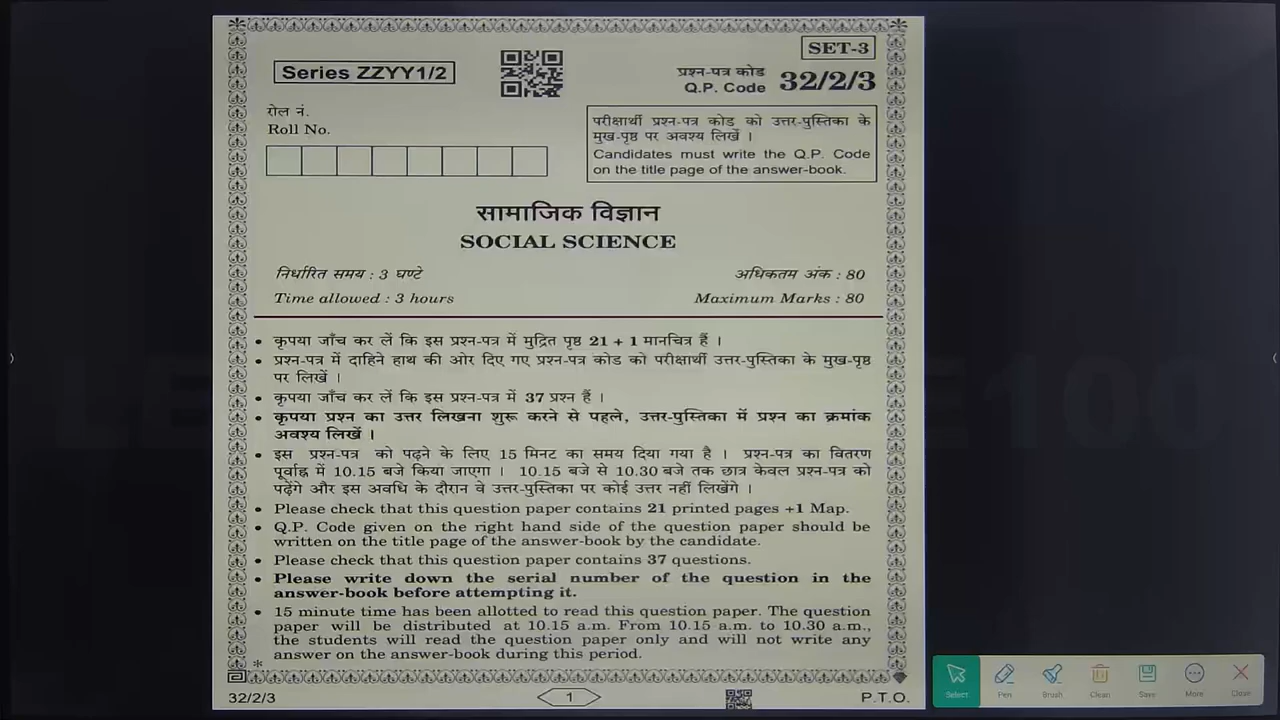 SET-3
Series ZZYY1/2
प्रश्न-पत्र कोड
Q.P. Code 32/2/3
रोल नं.
Roll No.
परीक्षार्थी प्रश्न-पत्र कोड को उत्तर-पुस्तिका के
मुख-पृष्ठ पर अवश्य लिखें ।
Candidates must write the Q.P. Code
on the title page of the answer-book.
सामाजिक विज्ञान
SOCIAL SCIENCE
निर्धारित समय : 3 घण्टे
अधिकतम अंक : 80
Time allowed : 3 hours
Maximum Marks : 80
• कृपया जाँच कर लें कि इस प्रश्न-पत्र में मुद्रित पृष्ठ 21 + 1 मानचित्र हैं ।
• प्रश्न-पत्र में दाहिने हाथ की ओर दिए गए प्रश्न-पत्र कोड को परीक्षार्थी उत्तर-पुस्तिका के मुख-पृष्ठ
पर लिखें ।
• कृपया जाँच कर लें कि इस प्रश्न-पत्र में 37 प्रश्न हैं ।
• कृपया प्रश्न का उत्तर लिखना शुरू करने से पहले, उत्तर-पुस्तिका में प्रश्न का क्रमांक
अवश्य लिखें ।
• इस प्रश्न-पत्र को पढ़ने के लिए 15 मिनट का समय दिया गया है । प्रश्न-पत्र का वितरण
पूर्वाह्न में 10.15 बजे किया जाएगा । 10.15 बजे से 10.30 बजे तक छात्र केवल प्रश्न-पत्र को
पढ़ेंगे और इस अवधि के दौरान वे उत्तर-पुस्तिका पर कोई उत्तर नहीं लिखेंगे ।
• Please check that this question paper contains 21 printed pages +1 Map.
• Q.P. Code given on the right hand side of the question paper should be
written on the title page of the answer-book by the candidate.
• Please check that this question paper contains 37 questions.
• Please write down the serial number of the question in the
answer-book before attempting it.
• 15 minute time has been allotted to read this question paper. The question
paper will be distributed at 10.15 a.m. From 10.15 a.m. to 10.30 a.m.,
the students will read the question paper only and will not write any
answer on the answer-book during this period.
32/2/3
1
P.T.O.
Select Pen Brush Clean Save More Close